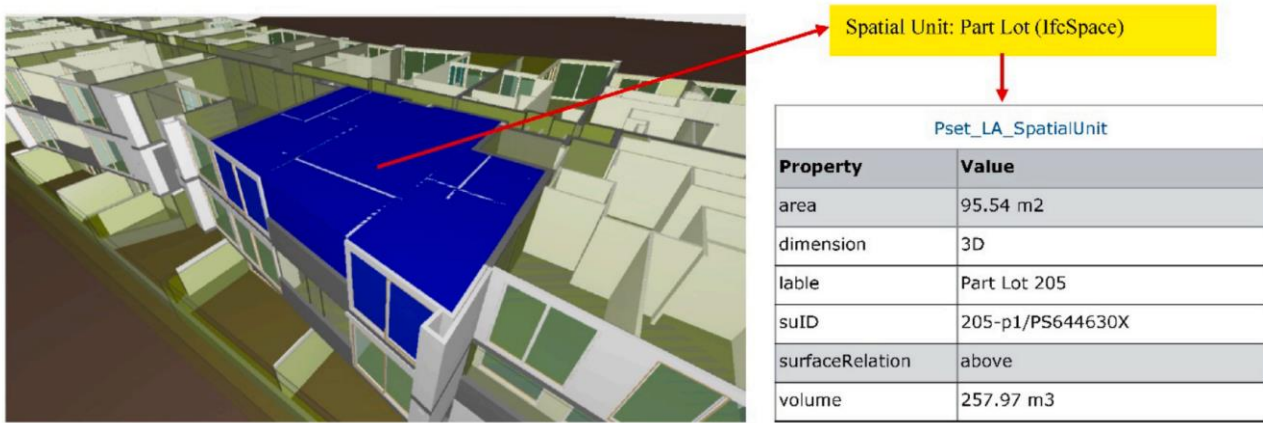 Spatial Unit: Part Lot (IfcSpace)
Pset_LA_SpatialUnit
Property Value
area 95.54 m2
dimension 3D
lable Part Lot 205
suID 205-p1/PS644630X
surfaceRelation above
volume 257.97 m3